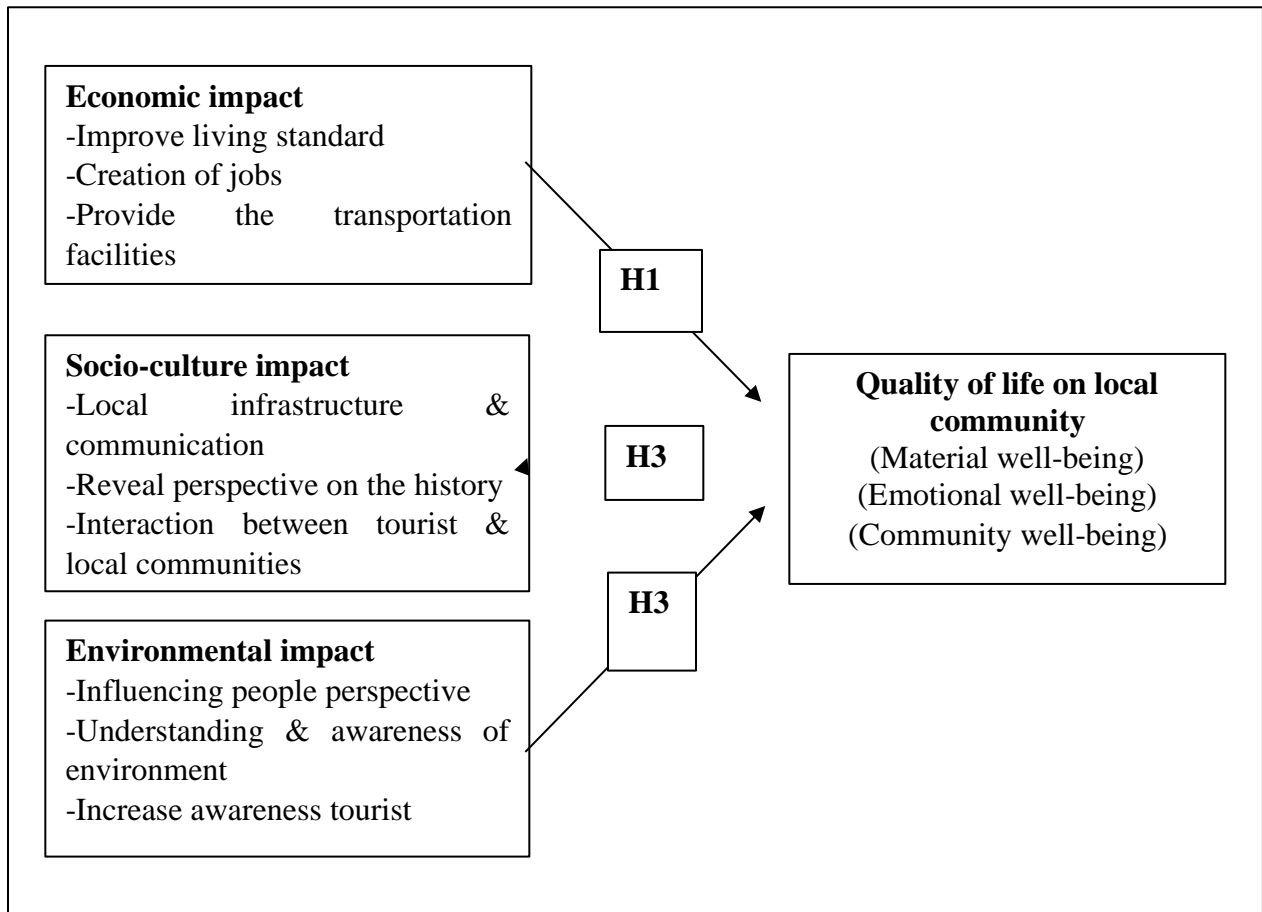 Economic impact
-Improve living standard
-Creation of jobs
-Provide the transportation
facilities
H1
Socio-culture impact
-Local infrastructure &
communication
-Reveal perspective on the history
-Interaction between tourist &
local communities
H3
Quality of life on local
community
(Material well-being)
(Emotional well-being)
(Community well-being)
H3
Environmental impact
-Influencing people perspective
-Understanding & awareness of
environment
-Increase awareness tourist